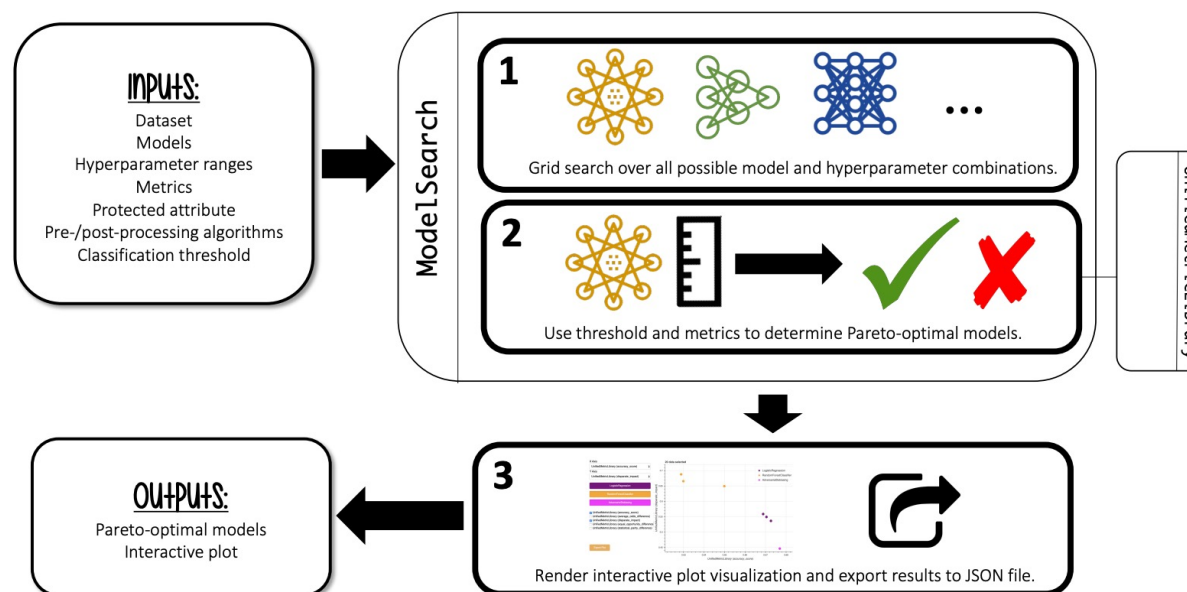 INPUTS:
Dataset
Models
Hyperparameter ranges
Metrics
Protected attribute
Pre-/post-processing algorithms
Classification threshold
ModelSearch
1
...
Grid search over all possible model and hyperparameter combinations.
2
Use threshold and metrics to determine Pareto-optimal models.
3
Render interactive plot visualization and export results to JSON file.
OUTPUTS:
Pareto-optimal models
Interactive plot